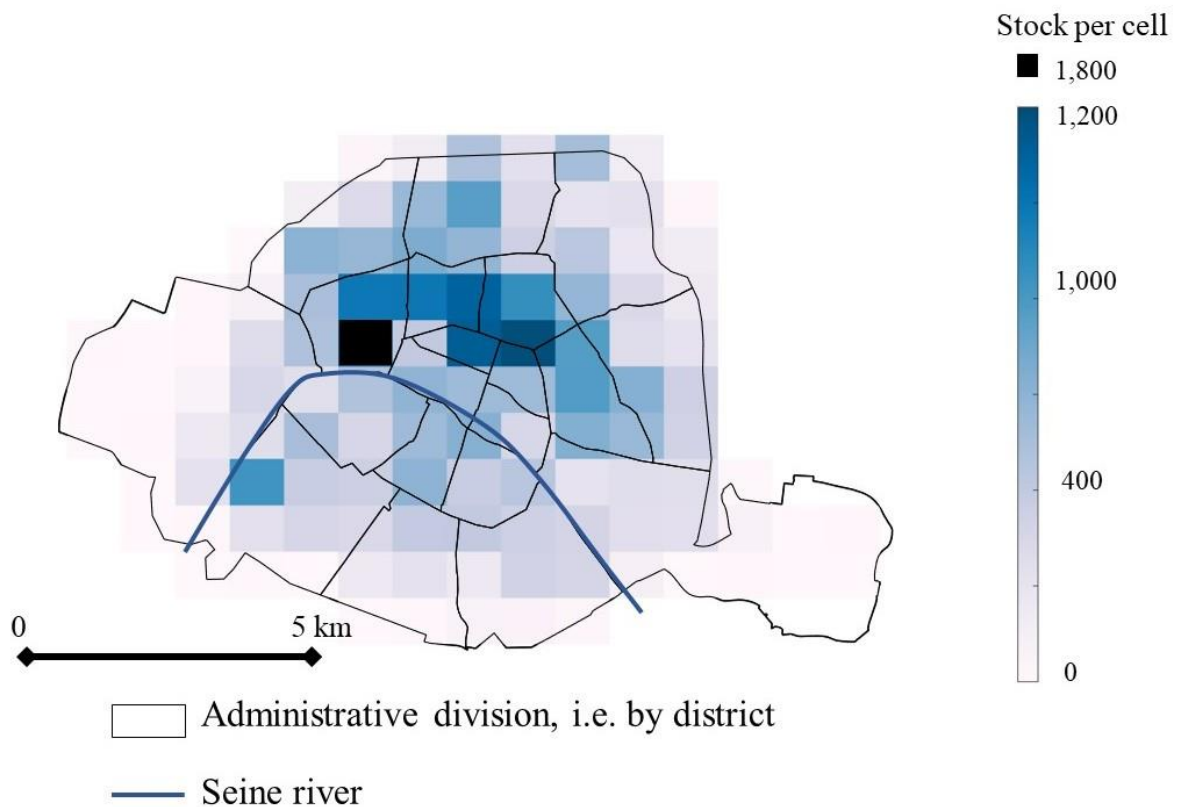 Stock per cell
1,800
1,200
1,000
400
0
0
5 km
Administrative division, i.e. by district
Seine river